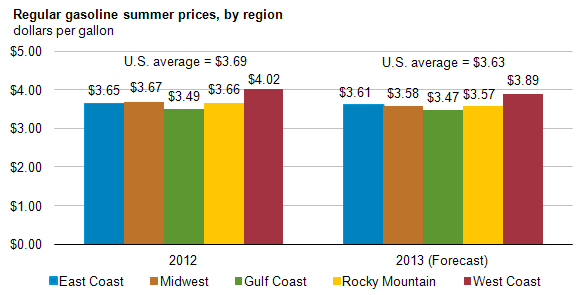 Regular gasoline summer prices, by region
dollars per gallon
$5.00
$4.00
$3.00
$2.00
$1.00
$0.00
U.S. average = $3.69
$3.65 $3.67 $3.49 $3.66 $4.02
U.S. average = $3.63
$3.61 $3.58 $3.47 $3.57 $3.89
2012
2013 (Forecast)
East Coast Midwest Gulf Coast Rocky Mountain West Coast